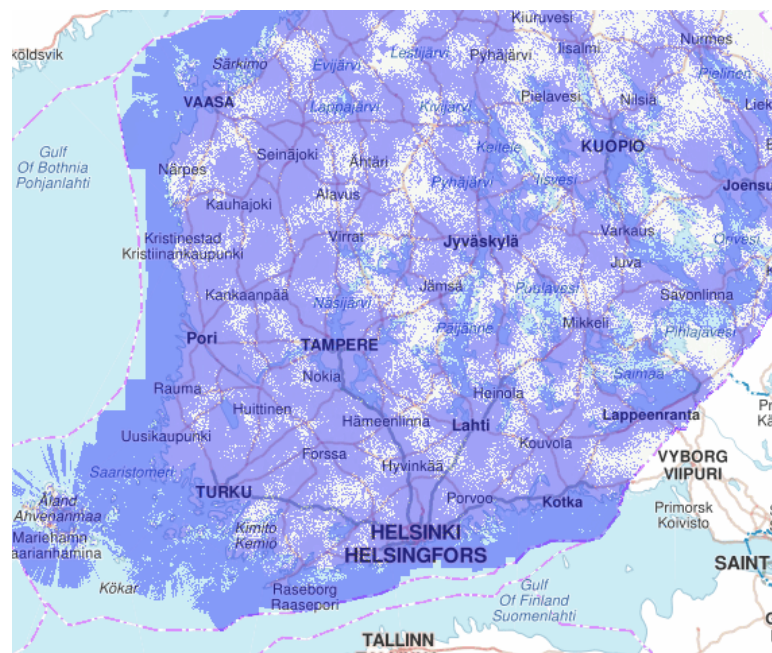 Kiuruvesi
Nurmes
Särkimo
Lestijärvi
Pyhäjärvi
Iisalmi
köldsvik
Evijärvi
Pielinen
VAASA
Lappajärvi
Kivijärvi
Pielavesi
Nilsiä
Liek
Gulf
Of Bothnia
Pohjanlahti
Seinäjoki
Ähtäri
Keitele
KUOPIO
Närpes
Alavus
Pyhäjärvi
Iisvesi
Joensu
Kauhajoki
Kristinestad
Kristiinankaupunki
Virrat
Jyväskylä
Varkaus
Orivesi
Juva
Kankaanpää
Näsijärvi
Jämsä
Puulavesi
Savonlinna
Pori
TAMPERE
Päijänne
Mikkeli
Pihlajavesi
Rauma
Nokia
Heinola
Saimaa
Huittinen
Hämeenlinna
Lahti
Lappeenranta
Uusikaupunki
Forssa
Hyvinkää
Kouvola
VYBORG
VIIPURI
Saaristomeri
TURKU
Porvoo
Kotka
Primorsk
Koivisto
Åland
Ahvenanmaa
Mariehamn
aarianhamina
Kimito
Kemiö
HELSINKI
HELSINGFORS
SAINT
Kökar
Raseborg
Raasepori
Gulf
Of Finland
Suomenlahti
TALLINN